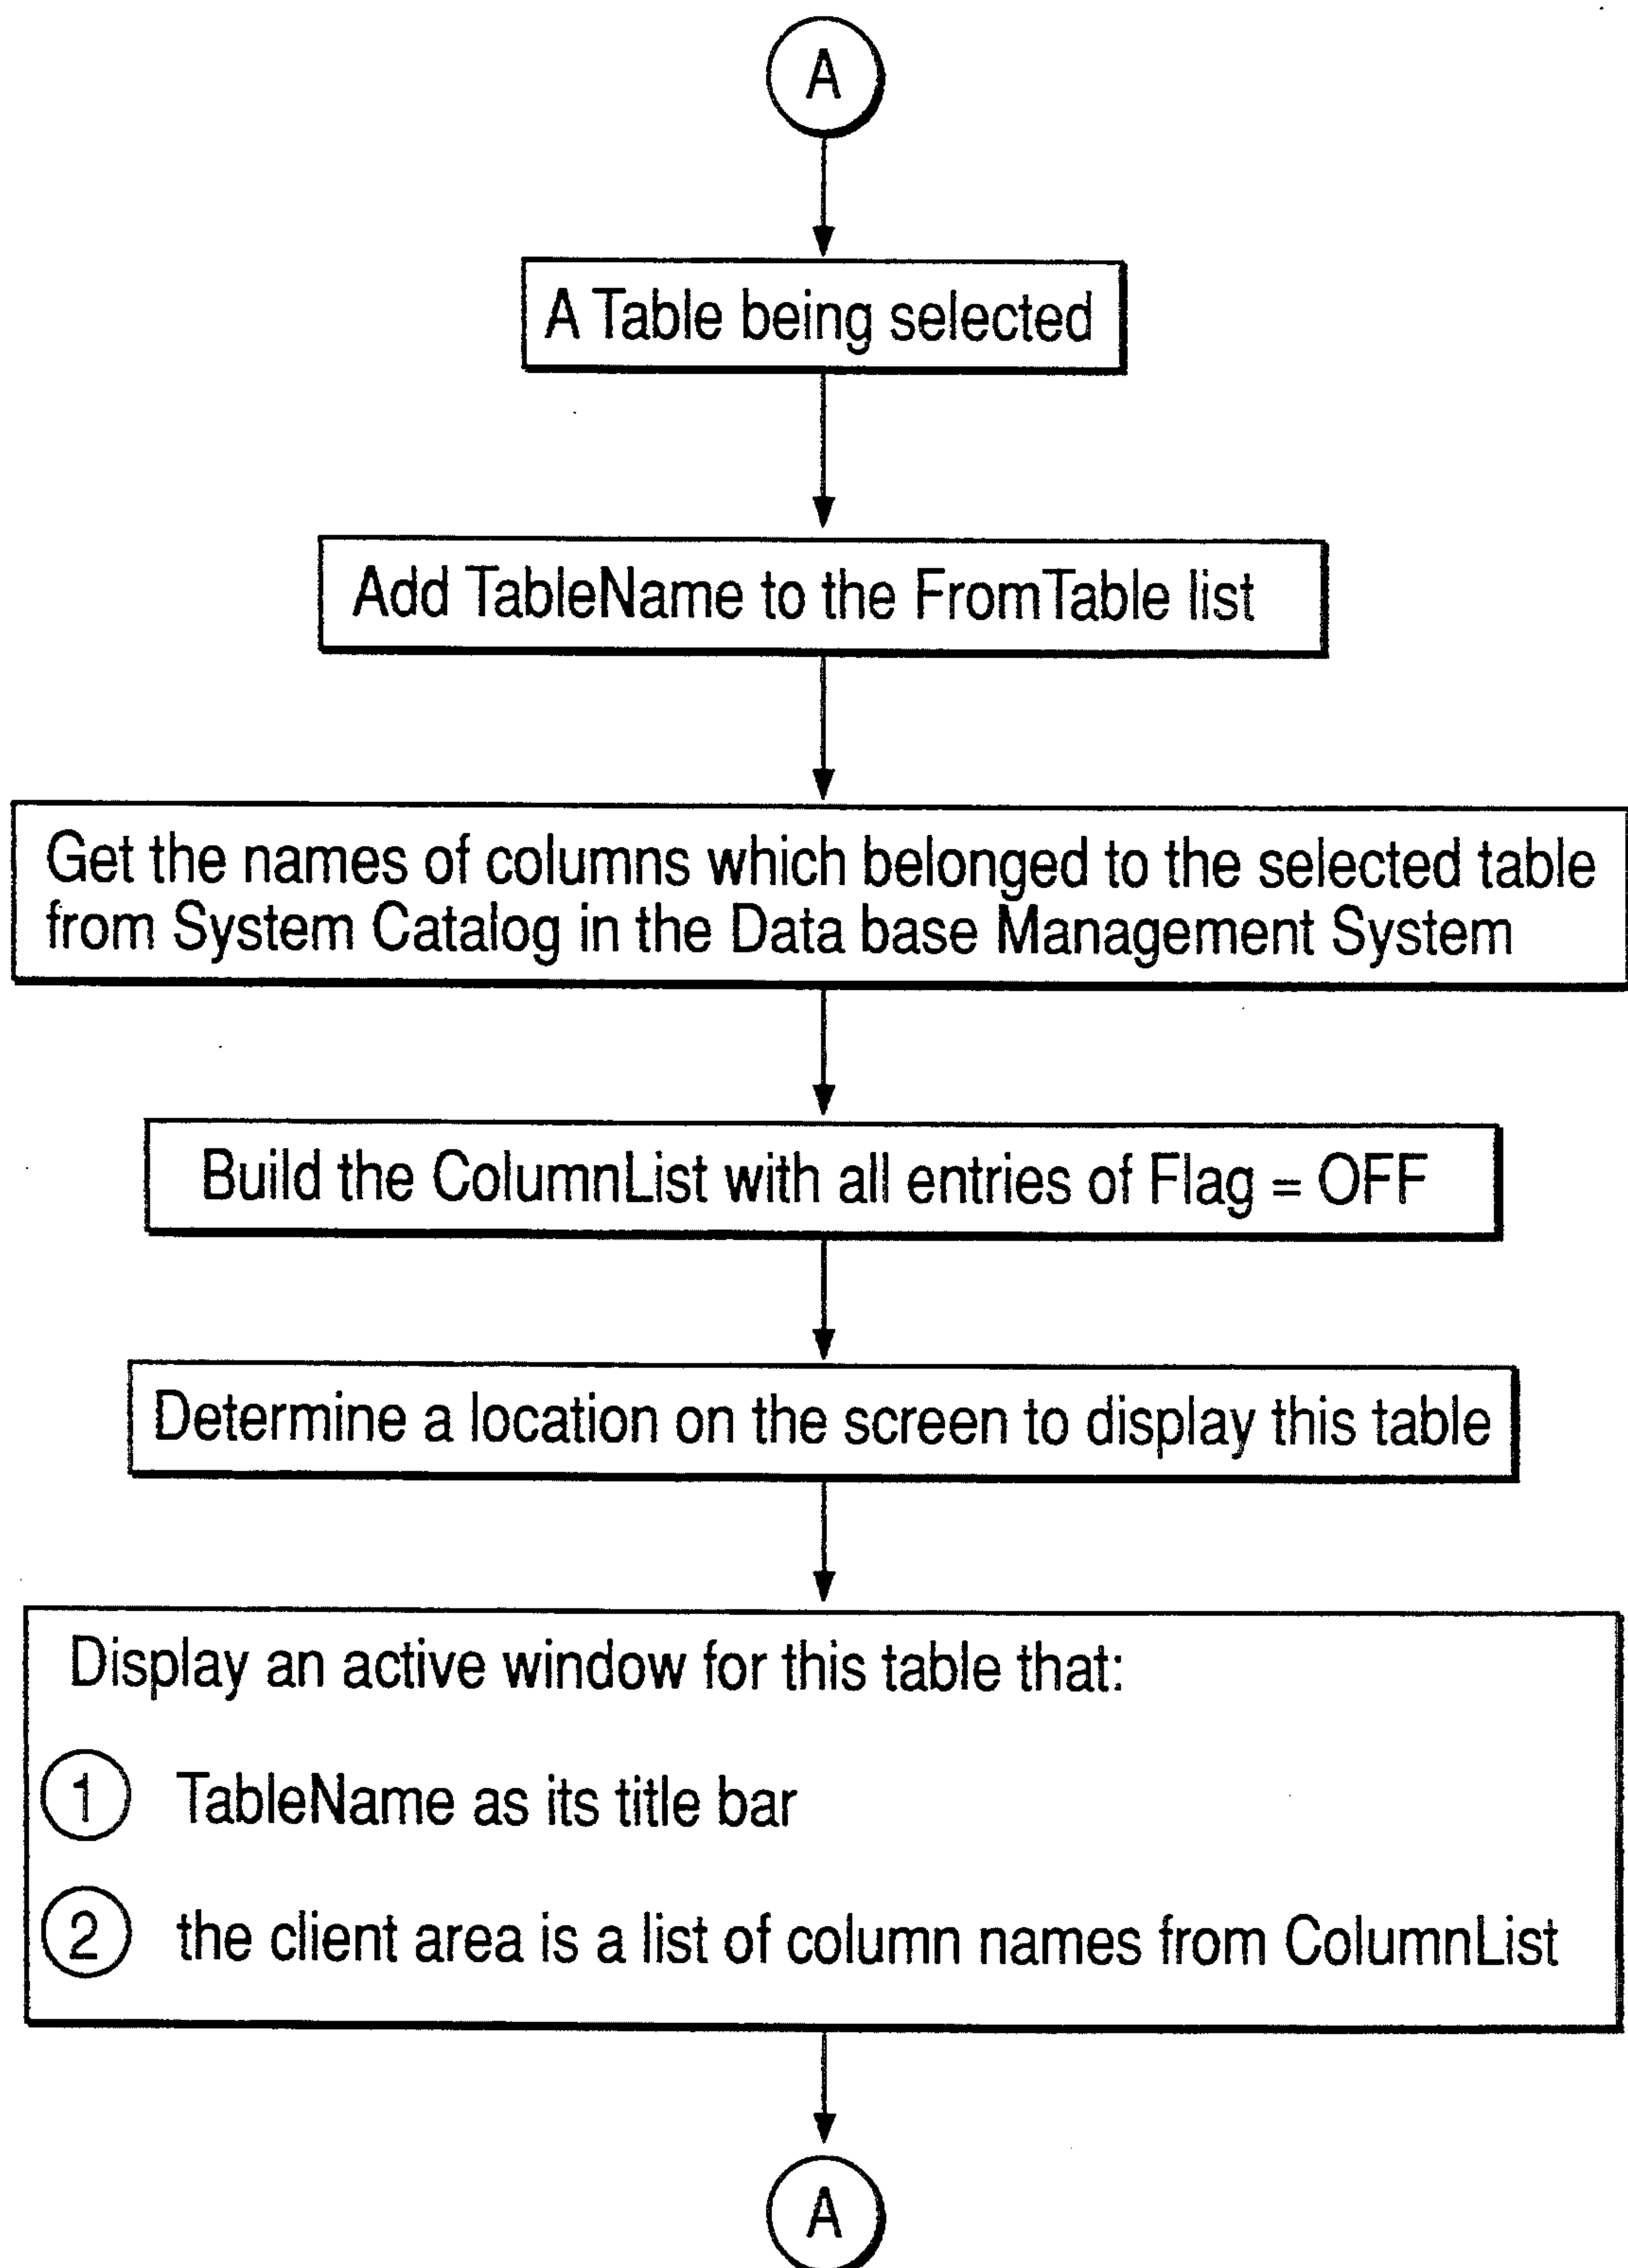 A
A Table being selected
Add TableName to the FromTable list
Get the names of columns which belonged to the selected table
from System Catalog in the Data base Management System
Build the ColumnList with all entries of Flag = OFF
Determine a location on the screen to display this table
Display an active window for this table that:
1 TableName as its title bar
2 the client area is a list of column names from ColumnList
A